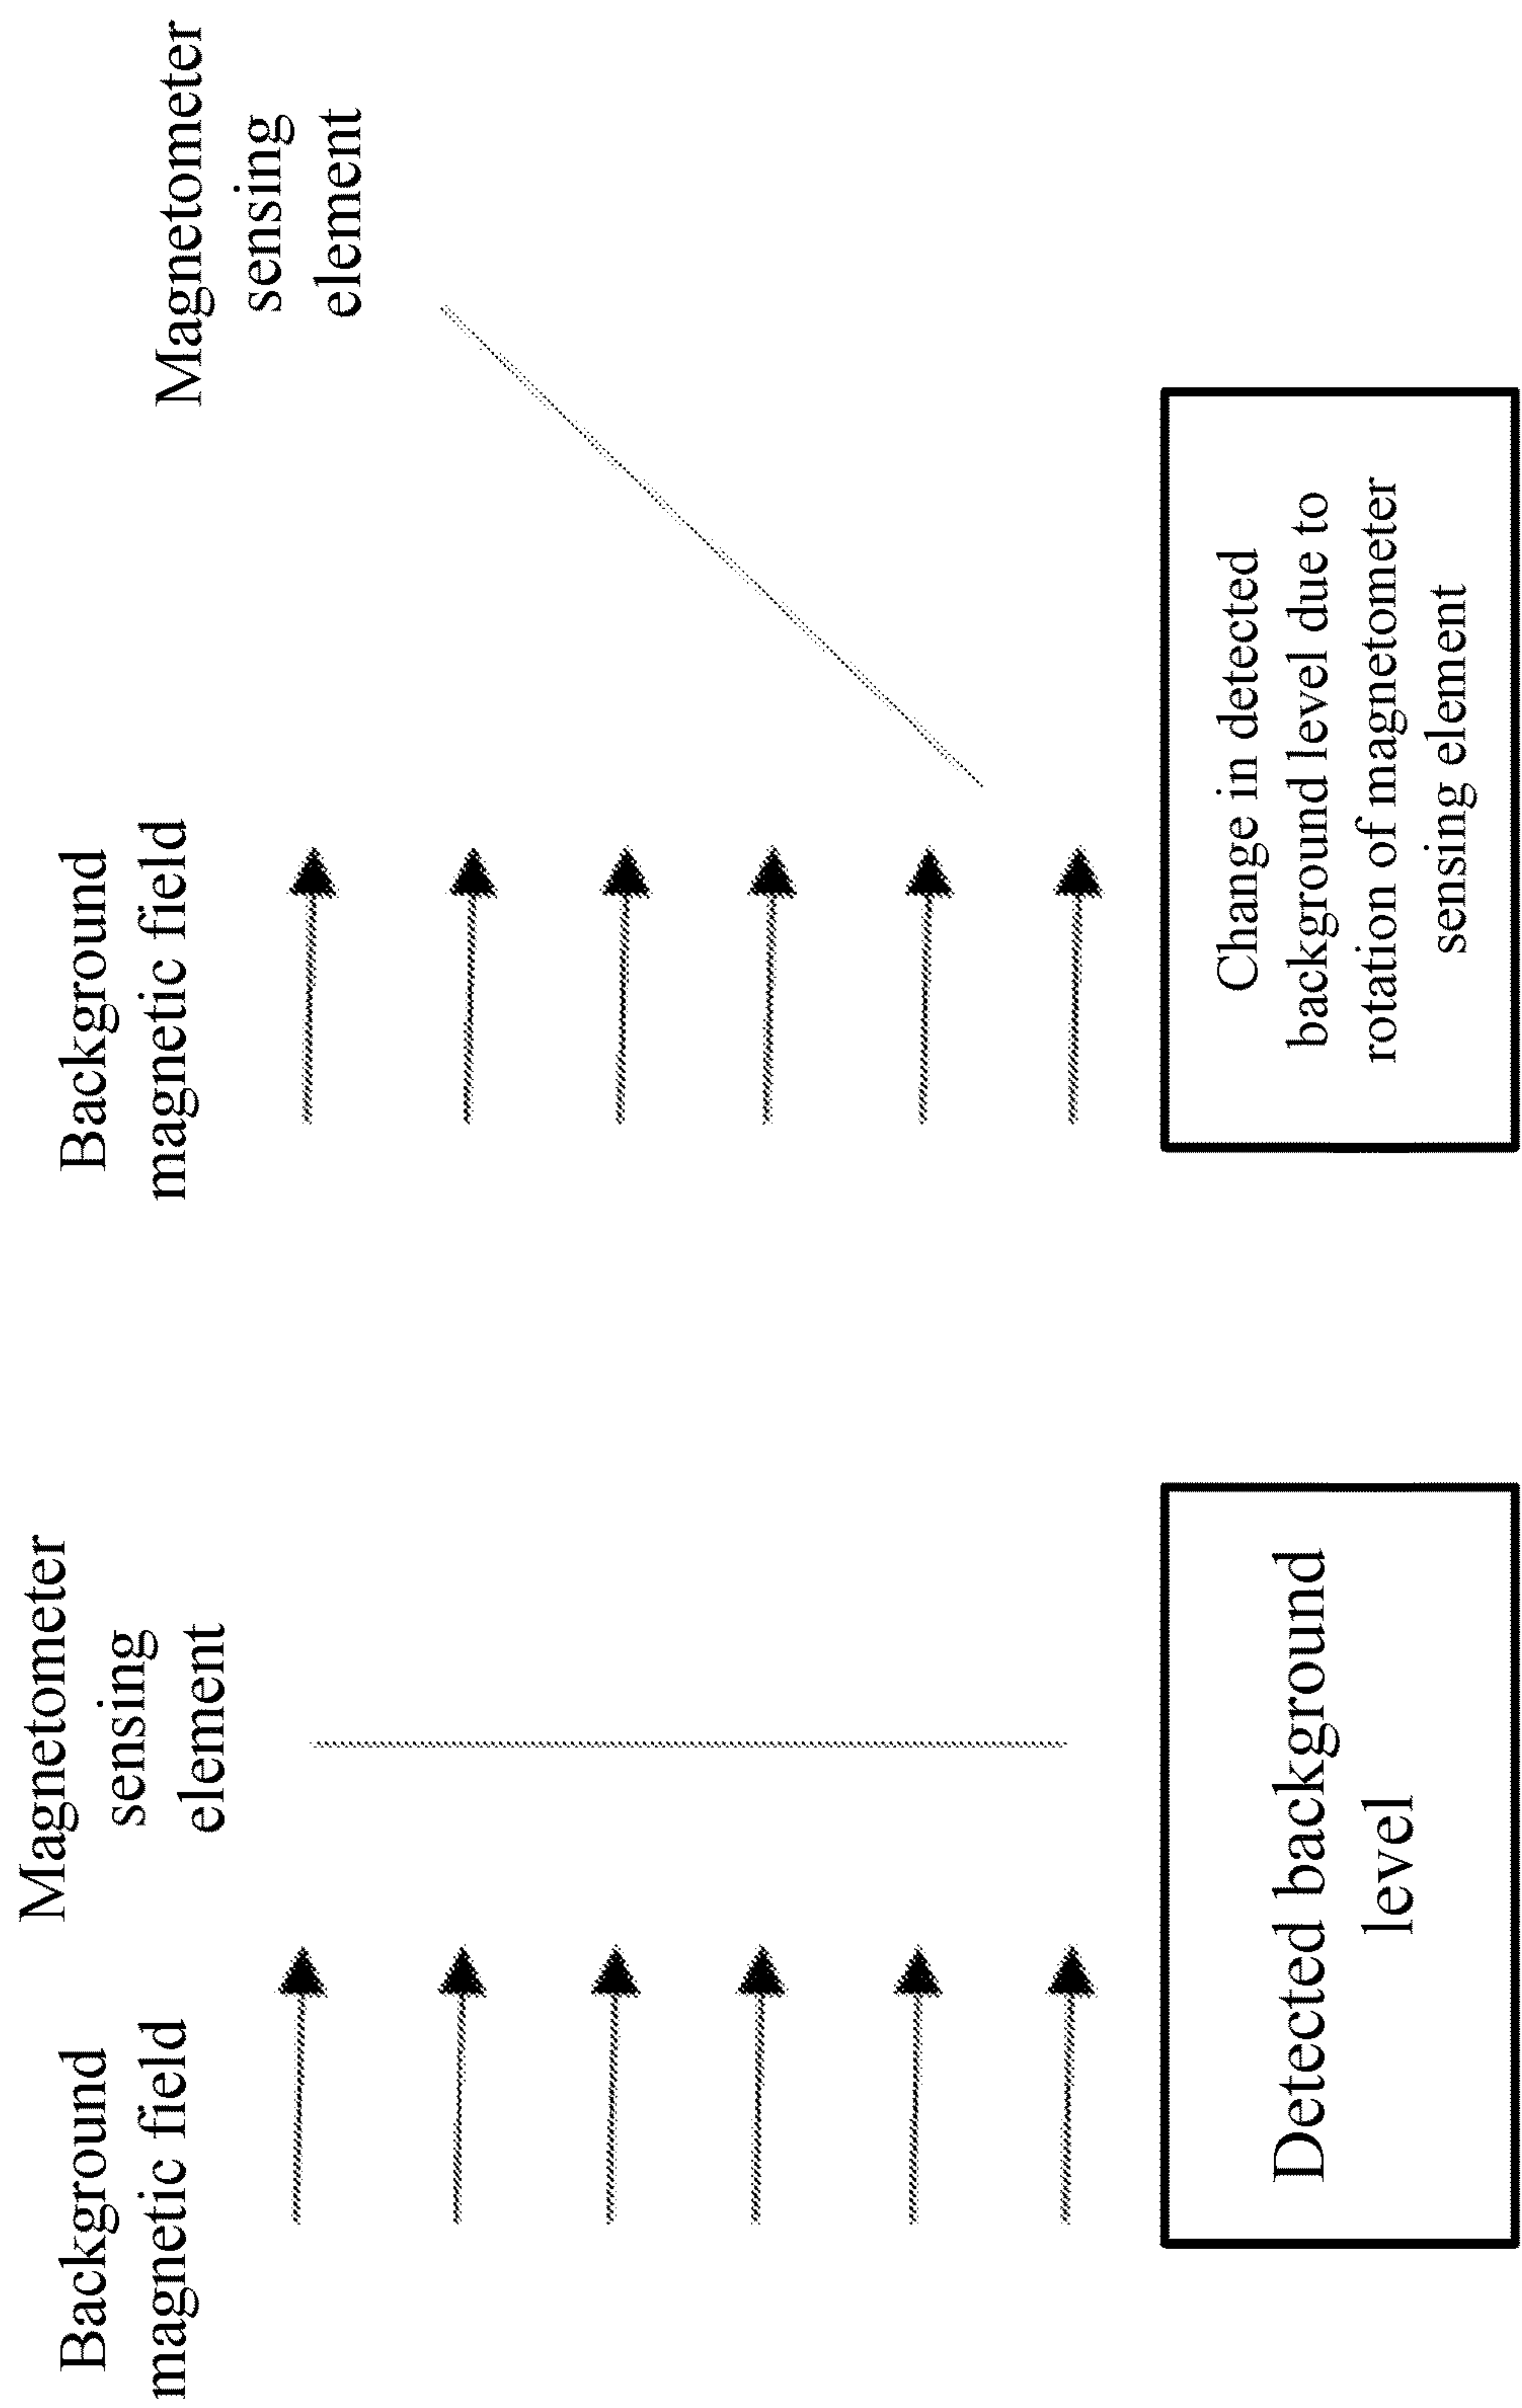 Background
magnetic field
Magnetometer
sensing
element
Detected background
level
Background
magnetic field
Magnetometer
sensing
element
Change in detected
background level due to
rotation of magnetometer
sensing element